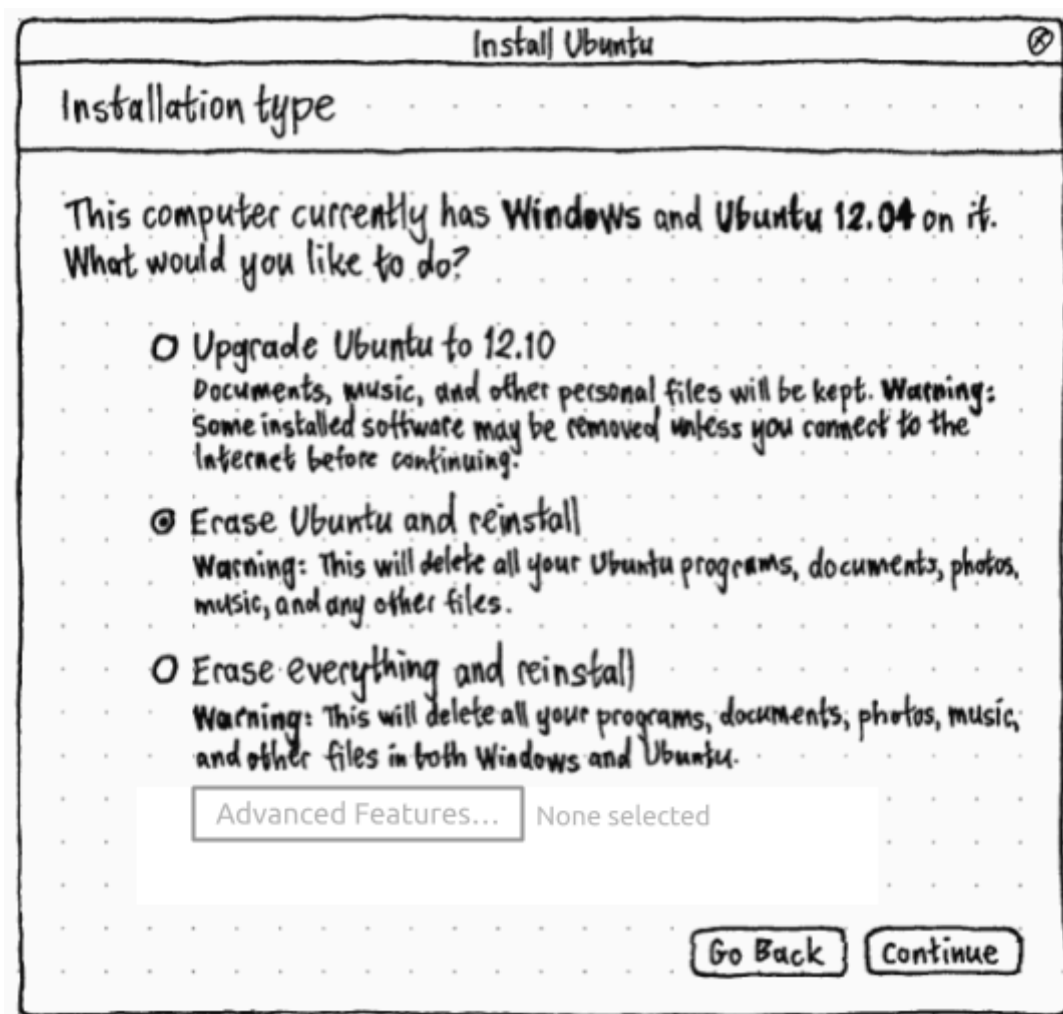 Install Ubuntu
Installation type
This computer currently has Windows and Ubuntu 12.04 on it.
What would you like to do?
Upgrade Ubuntu to 12.10
Documents, music, and other personal files will be kept. Warning:
Some installed software may be removed unless you connect to the
Internet before continuing.
Erase Ubuntu and reinstall
Warning: This will delete all your Ubuntu programs, documents, photos,
music, and any other files.
Erase everything and reinstall
Warning: This will delete all your programs, documents, photos, music,
and other files in both Windows and Ubuntu.
Advanced Features... None selected
Go Back Continue